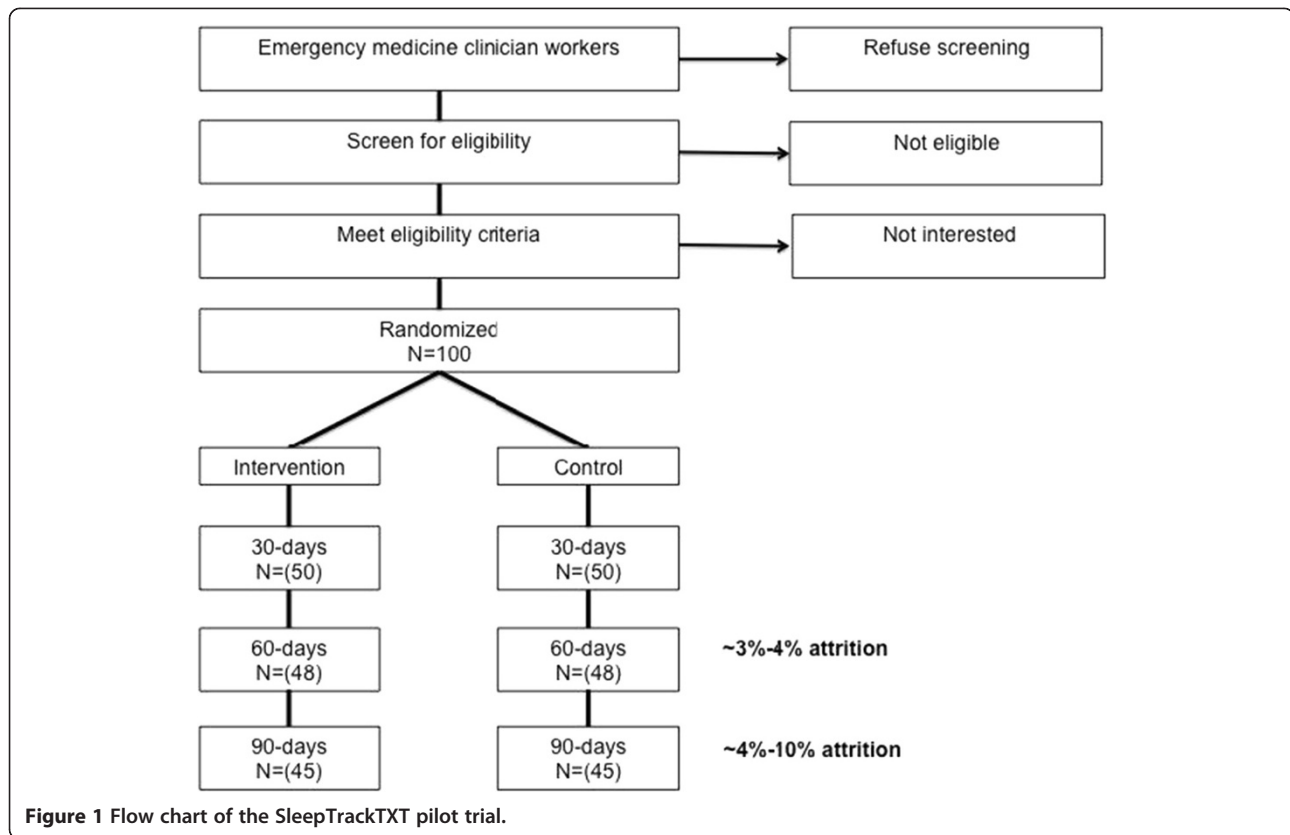 Emergency medicine clinician workers
Refuse screening
Screen for eligibility
Not eligible
Meet eligibility criteria
Not interested
Randomized
N=100
Intervention
Control
30-days
N=(50)
30-days
N=(50)
60-days
N=(48)
60-days
N=(48)
~3%-4% attrition
90-days
N=(45)
90-days
N=(45)
~4%-10% attrition
Figure 1 Flow chart of the SleepTrackTXT pilot trial.